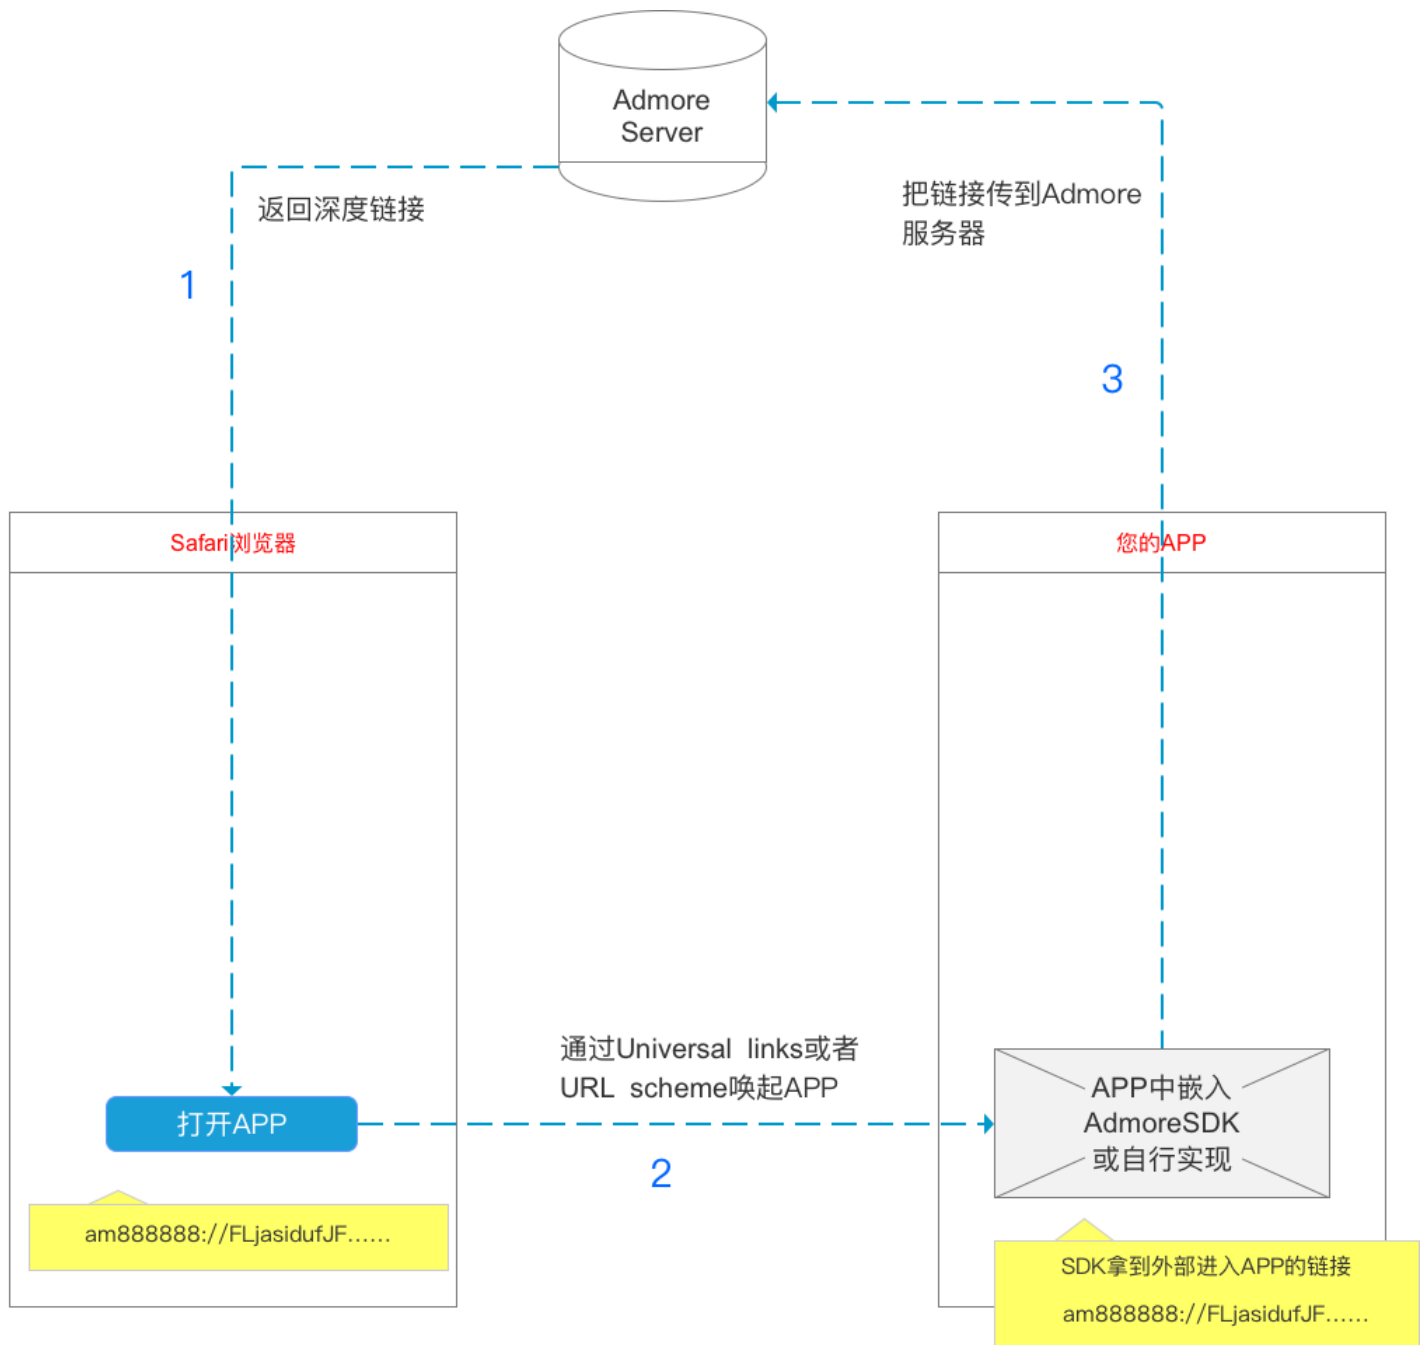 Admore
Server
返回深度链接
把链接传到Admore
服务器
1
3
Safari浏览器
您的APP
通过Universal links或者
URL scheme唤起APP
打开APP
2
APP中嵌入
AdmoreSDK
或自行实现
am888888://FLjasidufJF……
SDK拿到外部进入APP的链接
am888888://FLjasidufJF……